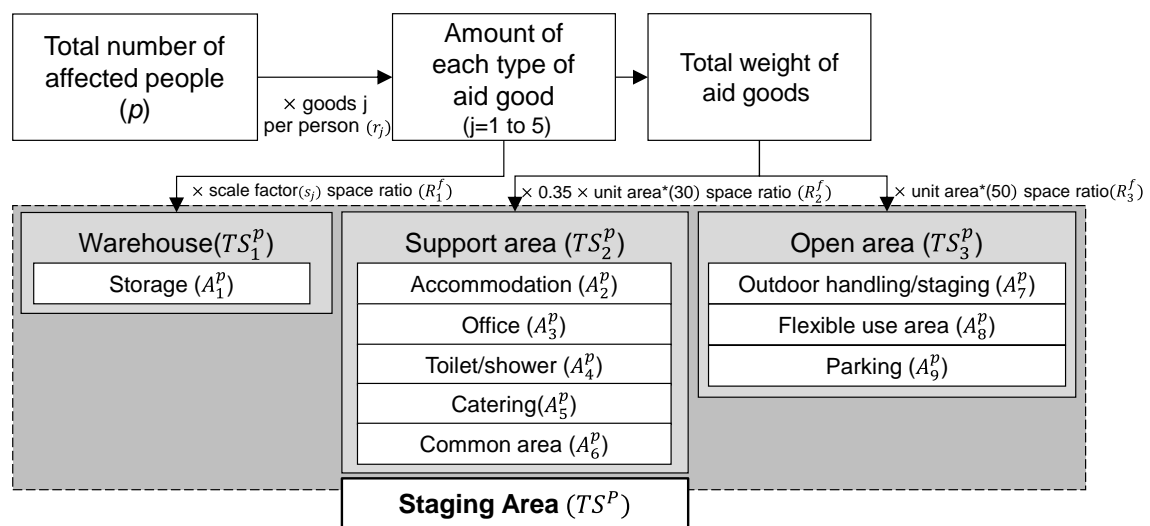 Total number of
affected people
(p)
× goods j
per person (r_j)
Amount of
each type of
aid good
(j=1 to 5)
Total weight of
aid goods
× scale factor(s_j) space ratio (R_1^f)
× 0.35 × unit area*(30) space ratio (R_2^f)
× unit area*(50) space ratio(R_3^f)
Warehouse(TS_1^p)
Storage (A_1^p)
Support area (TS_2^p)
Accommodation (A_2^p)
Office (A_3^p)
Toilet/shower (A_4^p)
Catering(A_5^p)
Common area (A_6^p)
Open area (TS_3^p)
Outdoor handling/staging (A_7^p)
Flexible use area (A_8^p)
Parking (A_9^p)
Staging Area (TS^P)